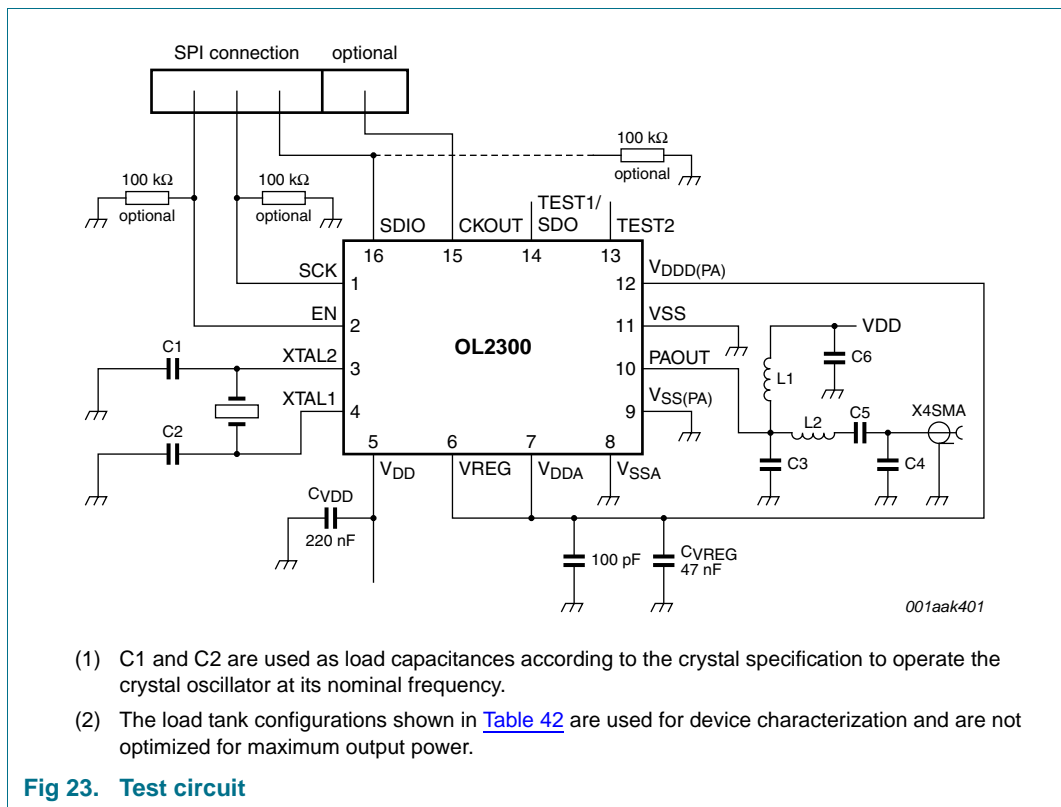 SPI connection optional
100 kΩ
optional
100 kΩ
optional
100 kΩ
optional
SDIO
CKOUT
TEST1/
SDO
TEST2
16
15
14
13
SCK
1
EN
2
XTAL2
3
XTAL1
4
C1
C2
OL2300
VDDD(PA)
12
VSS
11
PAOUT
10
VSS(PA)
9
VDD
C6
L1
L2
C5
X4SMA
C3
C4
5
6
7
8
VDD
VREG
VDDA
VSSA
CVDD
220 nF
100 pF
CVREG
47 nF
001aak401
(1) C1 and C2 are used as load capacitances according to the crystal specification to operate the
crystal oscillator at its nominal frequency.
(2) The load tank configurations shown in Table 42 are used for device characterization and are not
optimized for maximum output power.
Fig 23. Test circuit